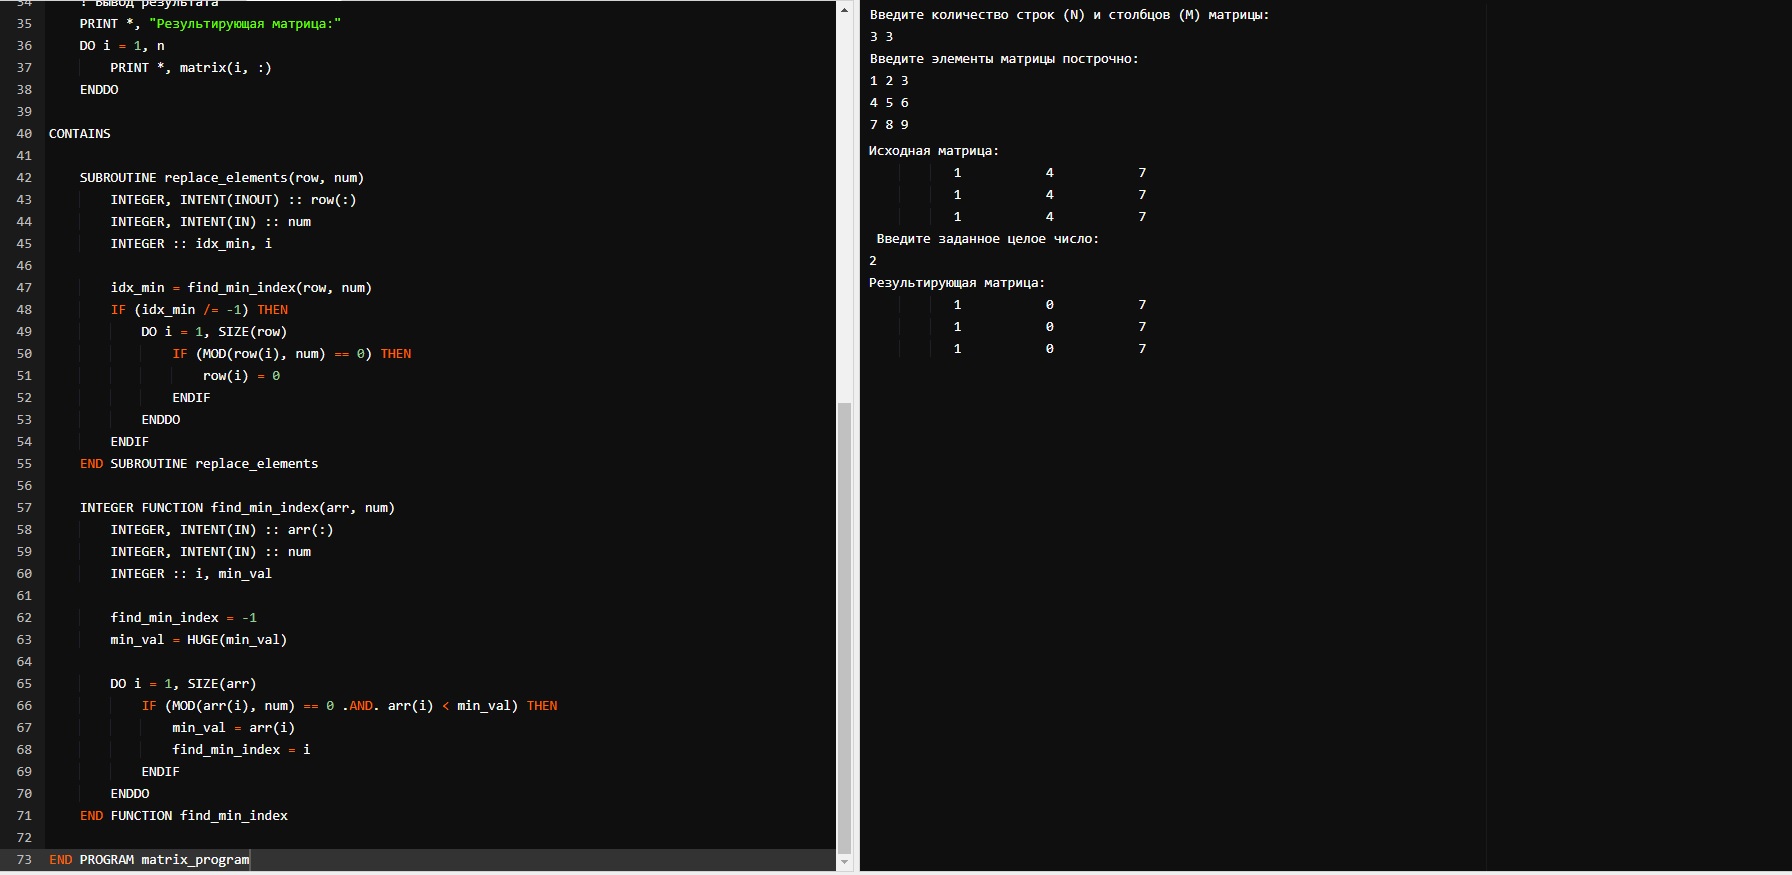 34 ! Вывод результата
35 PRINT *, "Результирующая матрица:"
36 DO i = 1, n
37 PRINT *, matrix(i, :)
38 ENDDO
39
40 CONTAINS
41
42 SUBROUTINE replace_elements(row, num)
43 INTEGER, INTENT(INOUT) :: row(:)
44 INTEGER, INTENT(IN) :: num
45 INTEGER :: idx_min, i
46
47 idx_min = find_min_index(row, num)
48 IF (idx_min /= -1) THEN
49 DO i = 1, SIZE(row)
50 IF (MOD(row(i), num) == 0) THEN
51 row(i) = 0
52 ENDIF
53 ENDDO
54 ENDIF
55 END SUBROUTINE replace_elements
56
57 INTEGER FUNCTION find_min_index(arr, num)
58 INTEGER, INTENT(IN) :: arr(:)
59 INTEGER, INTENT(IN) :: num
60 INTEGER :: i, min_val
61
62 find_min_index = -1
63 min_val = HUGE(min_val)
64
65 DO i = 1, SIZE(arr)
66 IF (MOD(arr(i), num) == 0 .AND. arr(i) < min_val) THEN
67 min_val = arr(i)
68 find_min_index = i
69 ENDIF
70 ENDDO
71 END FUNCTION find_min_index
72
73 END PROGRAM matrix_program
Введите количество строк (N) и столбцов (M) матрицы:
3 3
Введите элементы матрицы построчно:
1 2 3
4 5 6
7 8 9
Исходная матрица:
1 4 7
1 4 7
1 4 7
Введите заданное целое число:
2
Результирующая матрица:
1 0 7
1 0 7
1 0 7